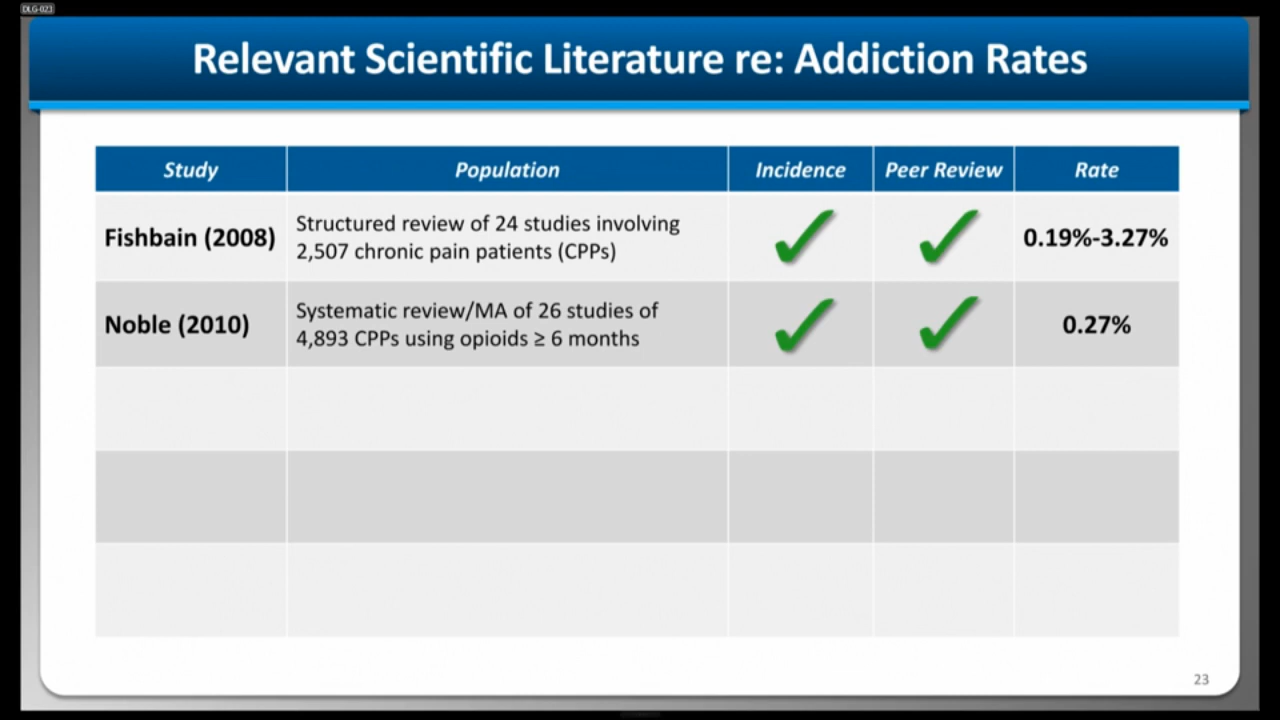 DLG-023
Relevant Scientific Literature re: Addiction Rates
Study Population Incidence Peer Review Rate
Fishbain (2008) Structured review of 24 studies involving 2,507 chronic pain patients (CPPs) 0.19%-3.27%
Noble (2010) Systematic review/MA of 26 studies of 4,893 CPPs using opioids ≥ 6 months 0.27%
23